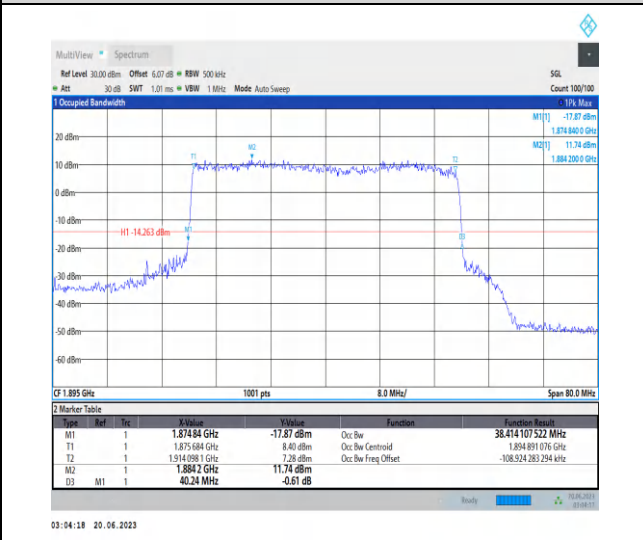 MultiView Spectrum
Ref Level 30.00 dBm Offset 6.07 dB RBW 500 kHz SGL
Att 30 dB SWT 1.01 ms VBW 1 MHz Mode Auto Sweep Count 100/100
1 Occupied Bandwidth 1Pk Max
M1[1] -17.87 dBm
1.874 840 0 GHz
M2[1] 11.74 dBm
1.884 200 0 GHz
20 dBm
10 dBm
0 dBm
-10 dBm
-20 dBm
-30 dBm
-40 dBm
-50 dBm
-60 dBm
T1
M2
T2
H1 -14.263 dBm
M1
D3
CF 1.895 GHz 1001 pts 8.0 MHz/ Span 80.0 MHz
2 Marker Table
Type Ref Trc X-Value Y-Value Function Function Result
M1 1 1.874 84 GHz -17.87 dBm Occ Bw 38.414 107 522 MHz
T1 1 1.875 684 GHz 8.40 dBm Occ Bw Centroid 1.894 891 076 GHz
T2 1 1.914 098 1 GHz 7.28 dBm Occ Bw Freq Offset -108.924 283 294 kHz
M2 1 1.884 2 GHz 11.74 dBm
D3 M1 1 40.24 MHz -0.61 dB
Ready
03:04:18 20.06.2023